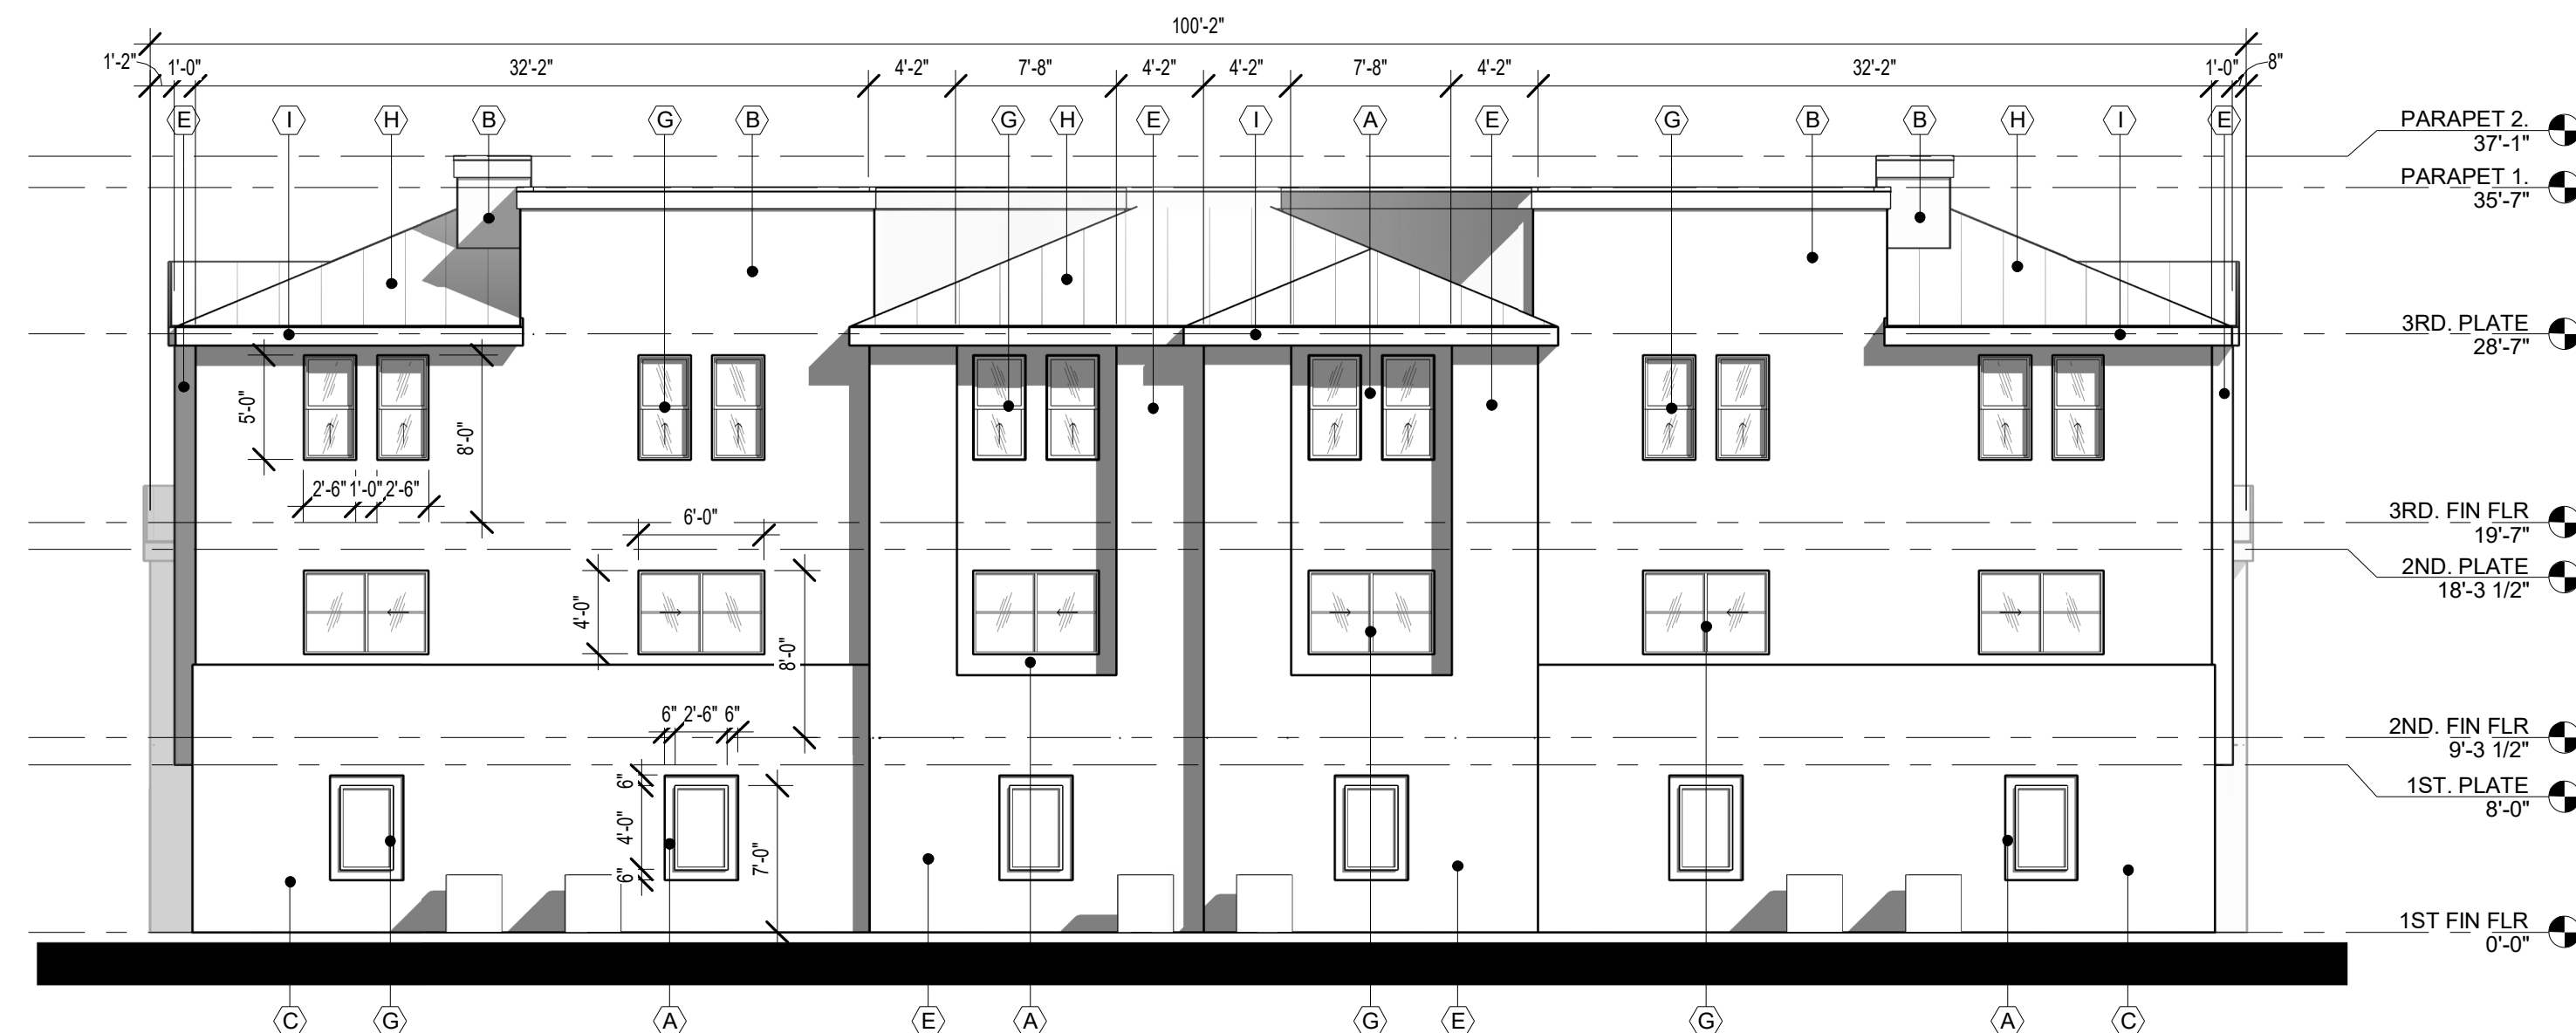 100'-2"
1'-2" 1'-0" 32'-2" 4'-2" 7'-8" 4'-2" 4'-2" 7'-8" 4'-2" 32'-2" 1'-0" 8"
E I H B G B G H E I A E G B B H I E
PARAPET 2.
37'-1"
PARAPET 1.
35'-7"
3RD. PLATE
28'-7"
5'-0"
8'-0"
2'-6" 1'-0" 2'-6"
6'-0"
3RD. FIN FLR
19'-7"
2ND. PLATE
18'-3 1/2"
4'-0"
8'-0"
6" 2'-6" 6"
2ND. FIN FLR
9'-3 1/2"
1ST. PLATE
8'-0"
6"
4'-0"
6"
7'-0"
1ST FIN FLR
0'-0"
C G A E A G E G A C